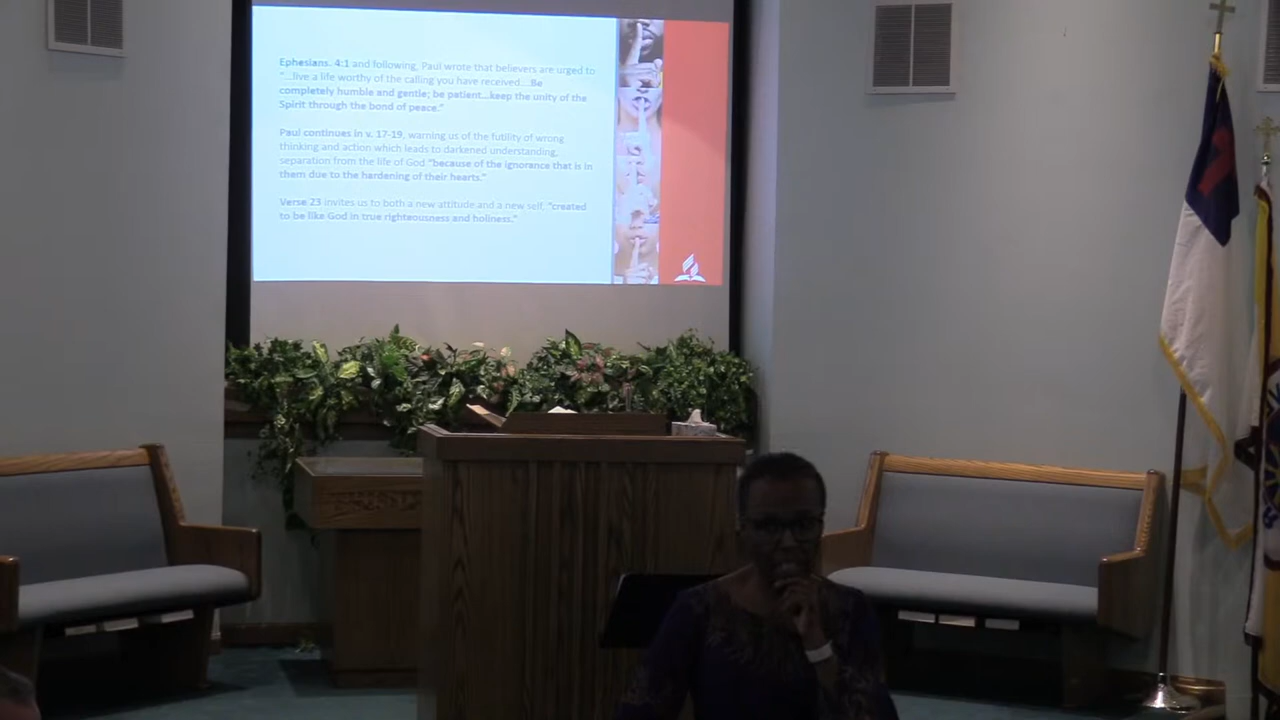 Ephesians. 4:1 and following, Paul wrote that believers are urged to
"...live a life worthy of the calling you have received....Be
completely humble and gentle; be patient...keep the unity of the
Spirit through the bond of peace."
Paul continues in v. 17-19, warning us of the futility of wrong
thinking and action which leads to darkened understanding,
separation from the life of God "because of the ignorance that is in
them due to the hardening of their hearts."
Verse 23 invites us to both a new attitude and a new self, "created
to be like God in true righteousness and holiness."